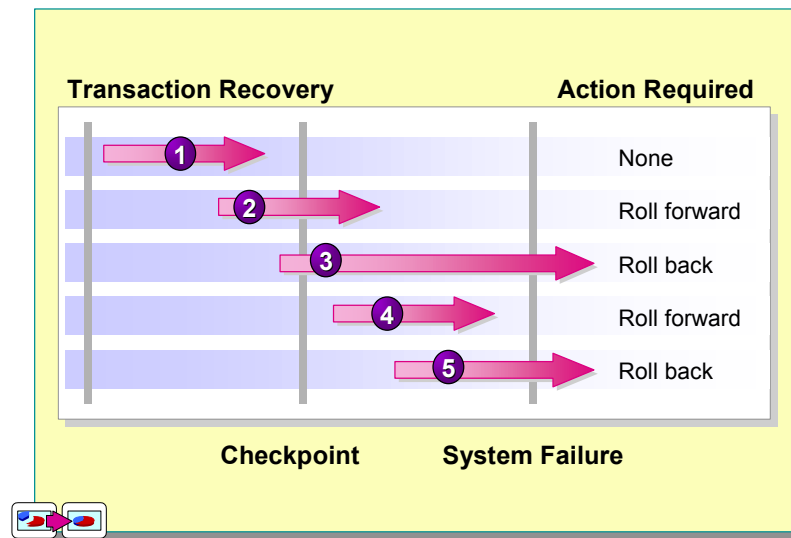 Transaction Recovery Action Required
1 None
2 Roll forward
3 Roll back
4 Roll forward
5 Roll back
Checkpoint System Failure